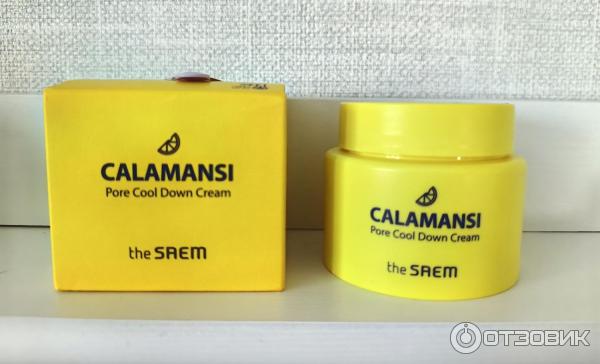 CALAMANSI
Pore Cool Down Cream
the SAEM
CALAMANSI
Pore Cool Down Cream
the SAEM
ОТЗОВИК